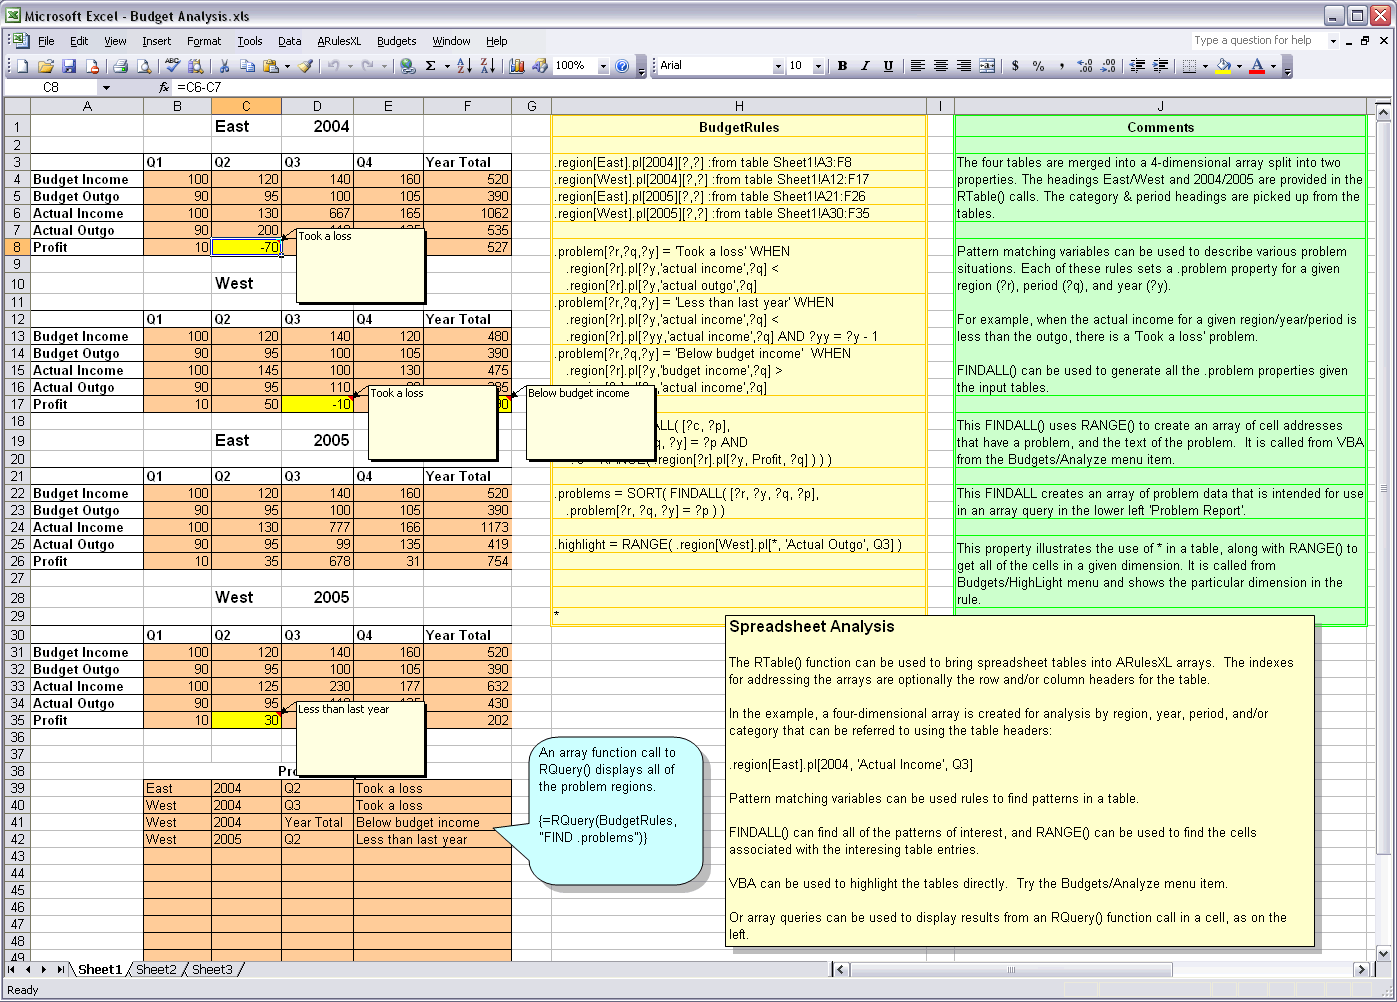 Microsoft Excel - Budget Analysis.xls
File Edit View Insert Format Tools Data ARulesXL Budgets Window Help
Type a question for help
100% Arial 10 B I U $ % ,
C8 fx =C6-C7
A B C D E F G H I J
1 East 2004 BudgetRules Comments
2
3 Q1 Q2 Q3 Q4 Year Total
4 Budget Income 100 120 140 160 520
5 Budget Outgo 90 95 100 105 390
6 Actual Income 100 130 667 165 1062
7 Actual Outgo 90 200 535
8 Profit 10 -70 527
Took a loss
9
10 West
11
12 Q1 Q2 Q3 Q4 Year Total
13 Budget Income 100 120 140 120 480
14 Budget Outgo 90 95 100 105 390
15 Actual Income 100 145 100 130 475
16 Actual Outgo 90 95 110
17 Profit 10 50 -10
Took a loss
Below budget income
18
19 East 2005
20
21 Q1 Q2 Q3 Q4 Year Total
22 Budget Income 100 120 140 160 520
23 Budget Outgo 90 95 100 105 390
24 Actual Income 100 130 777 166 1173
25 Actual Outgo 90 95 99 135 419
26 Profit 10 35 678 31 754
27
28 West 2005
29
30 Q1 Q2 Q3 Q4 Year Total
31 Budget Income 100 120 140 160 520
32 Budget Outgo 90 95 100 105 390
33 Actual Income 100 125 230 177 632
34 Actual Outgo 90 95 430
35 Profit 10 30 202
Less than last year
36
37
38
39 East 2004 Q2 Took a loss
40 West 2004 Q3 Took a loss
41 West 2004 Year Total Below budget income
42 West 2005 Q2 Less than last year
43
44
45
46
47
48
49
.region[East].pl[2004][?,?] :from table Sheet1!A3:F8
.region[West].pl[2004][?,?] :from table Sheet1!A12:F17
.region[East].pl[2005][?,?] :from table Sheet1!A21:F26
.region[West].pl[2005][?,?] :from table Sheet1!A30:F35
.problem[?r,?q,?y] = 'Took a loss' WHEN
.region[?r].pl[?y,'actual income',?q] <
.region[?r].pl[?y,'actual outgo',?q]
.problem[?r,?q,?y] = 'Less than last year' WHEN
.region[?r].pl[?y,'actual income',?q] <
.region[?r].pl[?yy,'actual income',?q] AND ?yy = ?y - 1
.problem[?r,?q,?y] = 'Below budget income' WHEN
.region[?r].pl[?y,'budget income',?q] >
'actual income',?q]
[?c, ?p],
?y] = ?p AND
region[?r].pl[?y, Profit, ?q] ) ) )
.problems = SORT( FINDALL( [?r, ?y, ?q, ?p],
.problem[?r, ?q, ?y] = ?p ) )
.highlight = RANGE( .region[West].pl[*, 'Actual Outgo', Q3] )
*
The four tables are merged into a 4-dimensional array split into two
properties. The headings East/West and 2004/2005 are provided in the
RTable() calls. The category & period headings are picked up from the
tables.
Pattern matching variables can be used to describe various problem
situations. Each of these rules sets a .problem property for a given
region (?r), period (?q), and year (?y).
For example, when the actual income for a given region/year/period is
less than the outgo, there is a 'Took a loss' problem.
FINDALL() can be used to generate all the .problem properties given
the input tables.
This FINDALL() uses RANGE() to create an array of cell addresses
that have a problem, and the text of the problem. It is called from VBA
from the Budgets/Analyze menu item.
This FINDALL creates an array of problem data that is intended for use
in an array query in the lower left 'Problem Report'.
This property illustrates the use of * in a table, along with RANGE() to
get all of the cells in a given dimension. It is called from
Budgets/HighLight menu and shows the particular dimension in the
rule.
An array function call to
RQuery() displays all of
the problem regions.
{=RQuery(BudgetRules,
"FIND .problems")}
Spreadsheet Analysis
The RTable() function can be used to bring spreadsheet tables into ARulesXL arrays. The indexes
for addressing the arrays are optionally the row and/or column headers for the table.
In the example, a four-dimensional array is created for analysis by region, year, period, and/or
category that can be referred to using the table headers:
.region[East].pl[2004, 'Actual Income', Q3]
Pattern matching variables can be used rules to find patterns in a table.
FINDALL() can find all of the patterns of interest, and RANGE() can be used to find the cells
associated with the interesing table entries.
VBA can be used to highlight the tables directly. Try the Budgets/Analyze menu item.
Or array queries can be used to display results from an RQuery() function call in a cell, as on the
left.
Sheet1 Sheet2 Sheet3
Ready